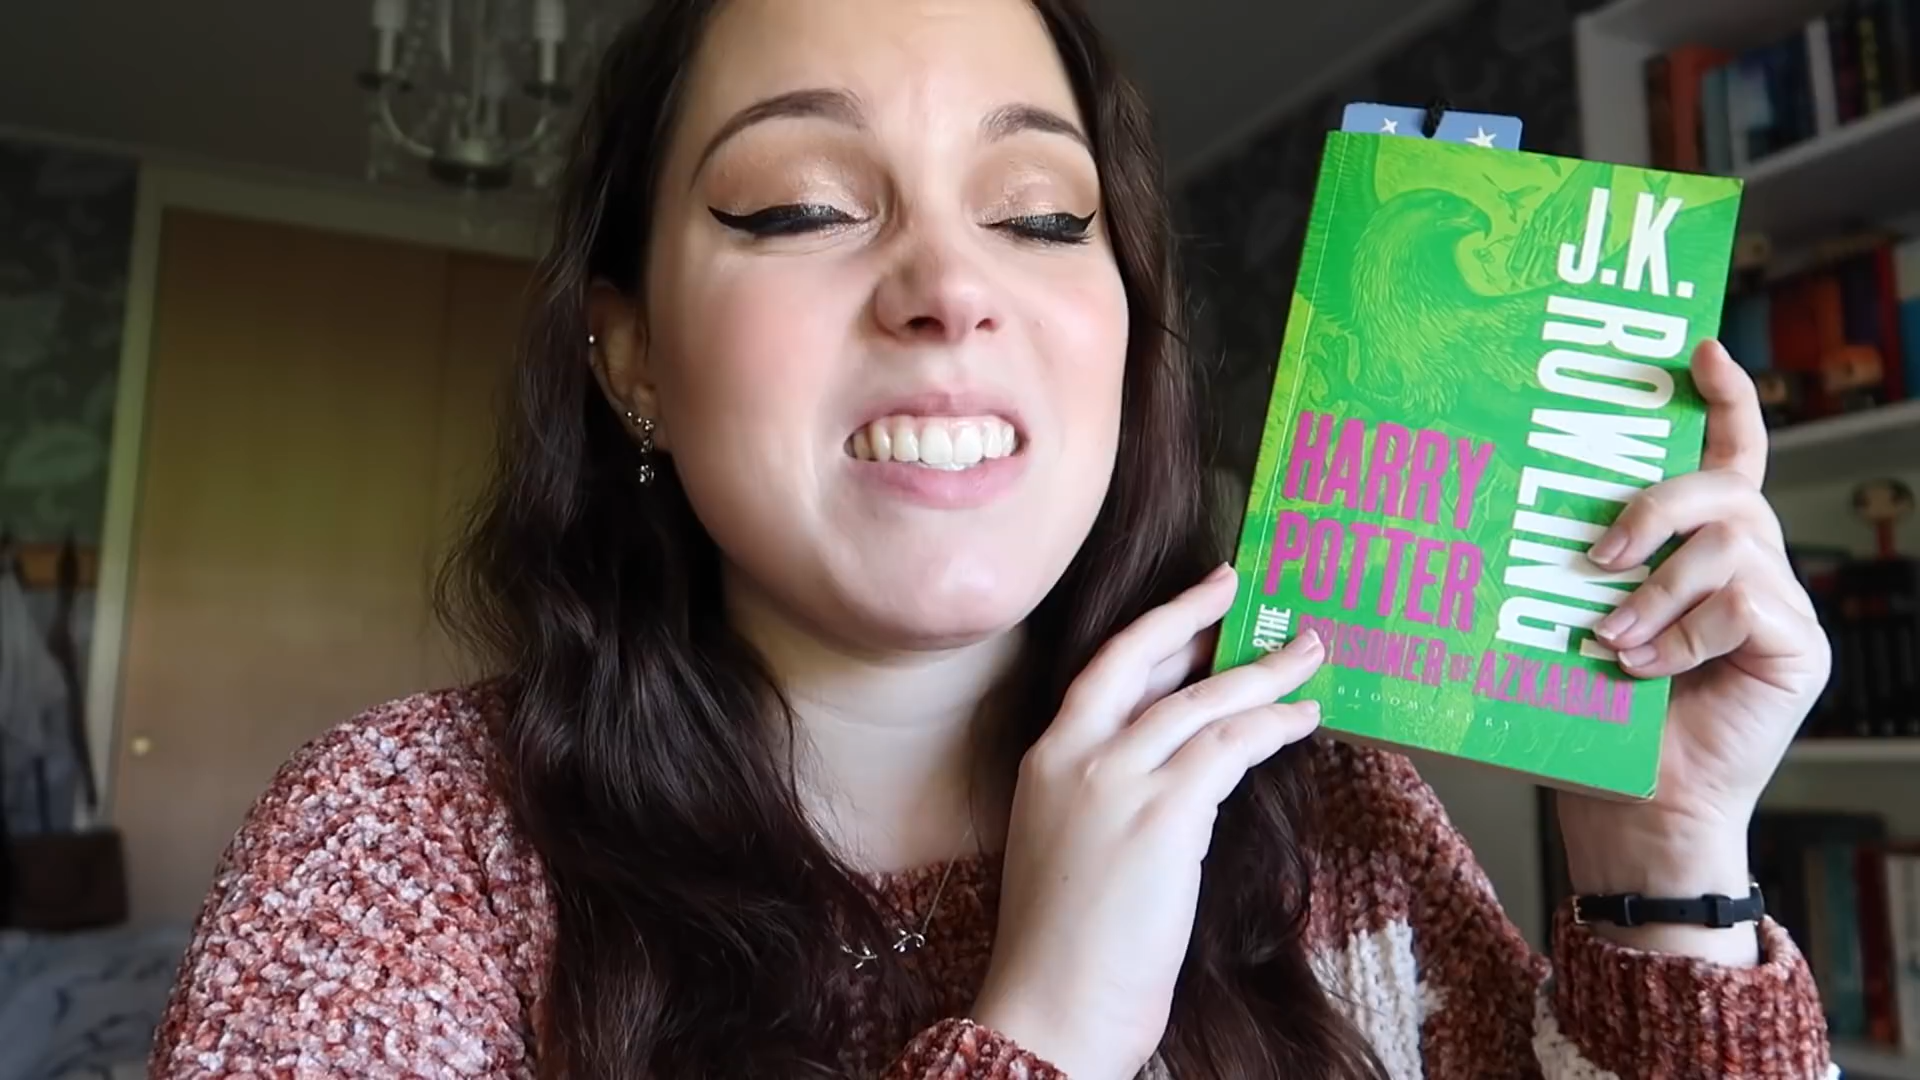 J.K.
ROWLING
HARRY
POTTER
&THE
PRISONER OF AZKABAN
BLOOMSBURY